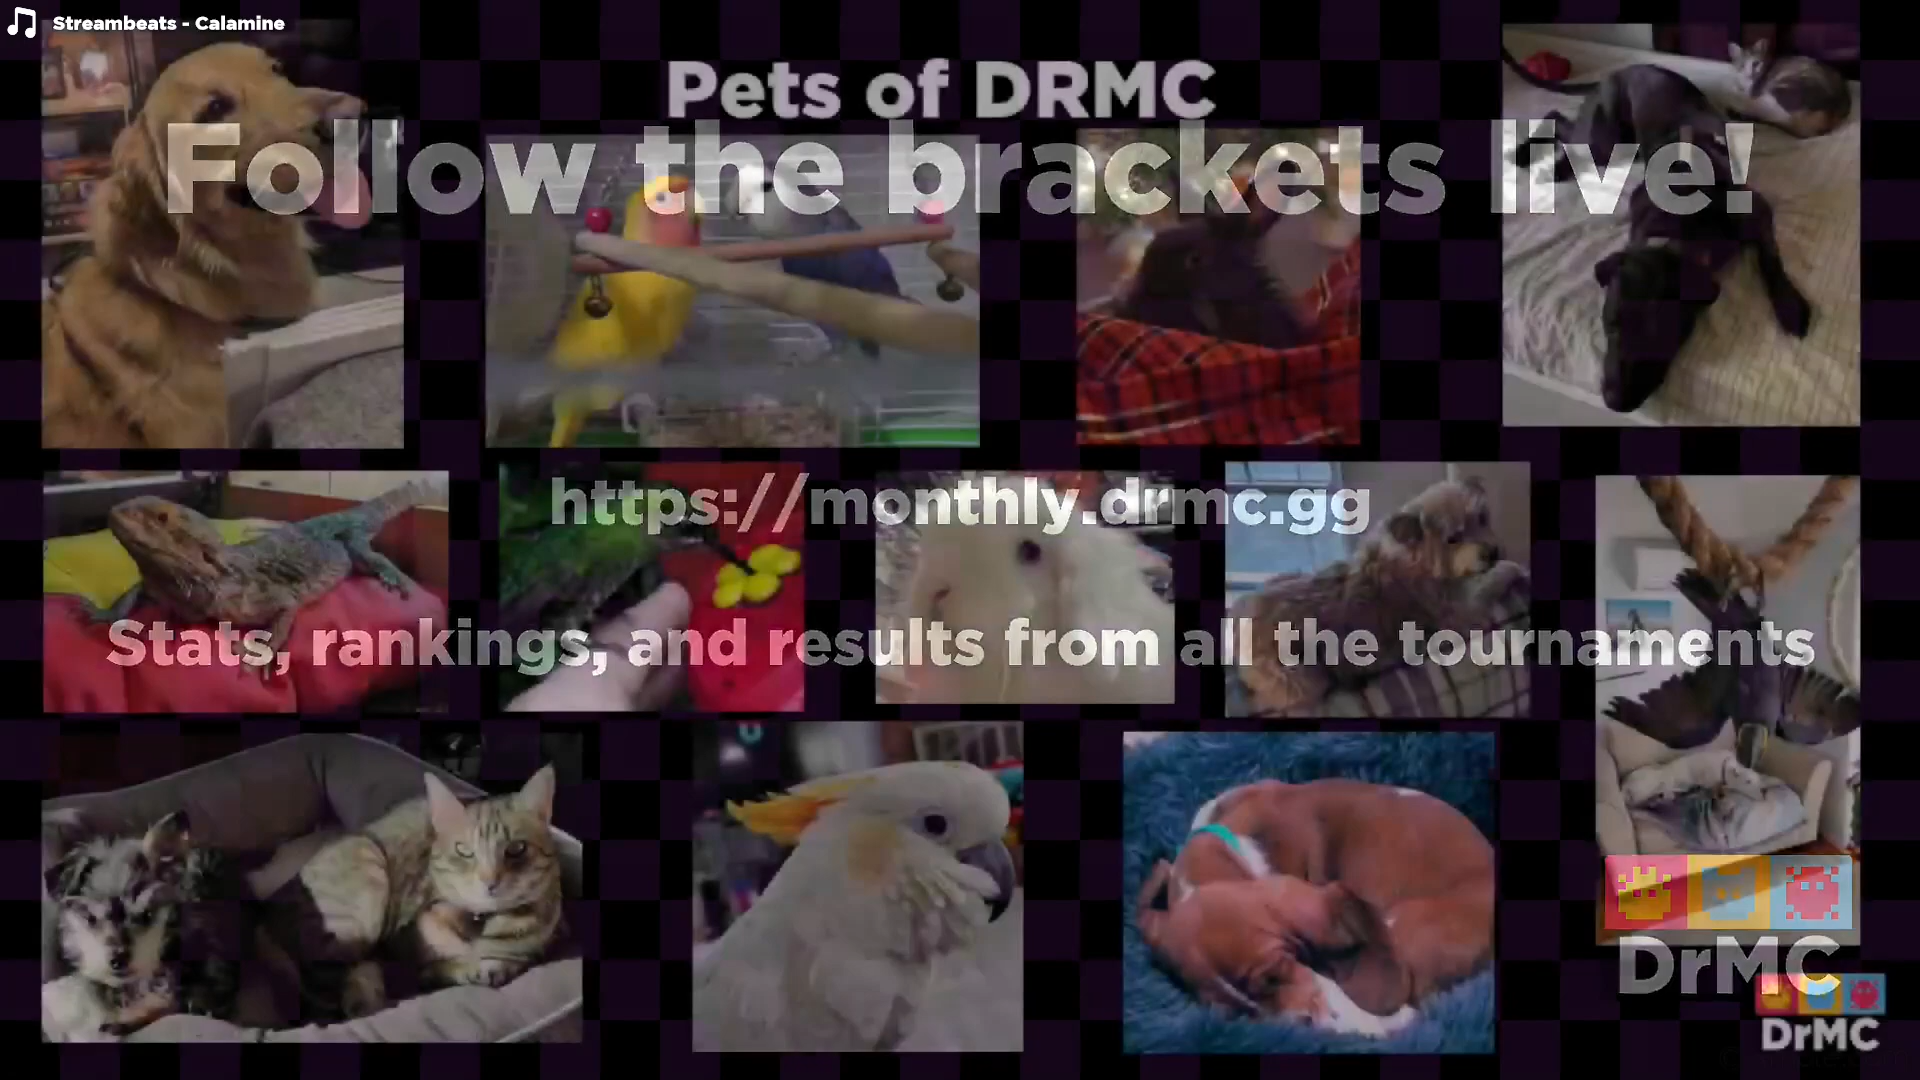 Streambeats - Calamine
Pets of DRMC
Follow the brackets live!
https://monthly.drmc.gg
Stats, rankings, and results from all the tournaments
DrMC
DrMC